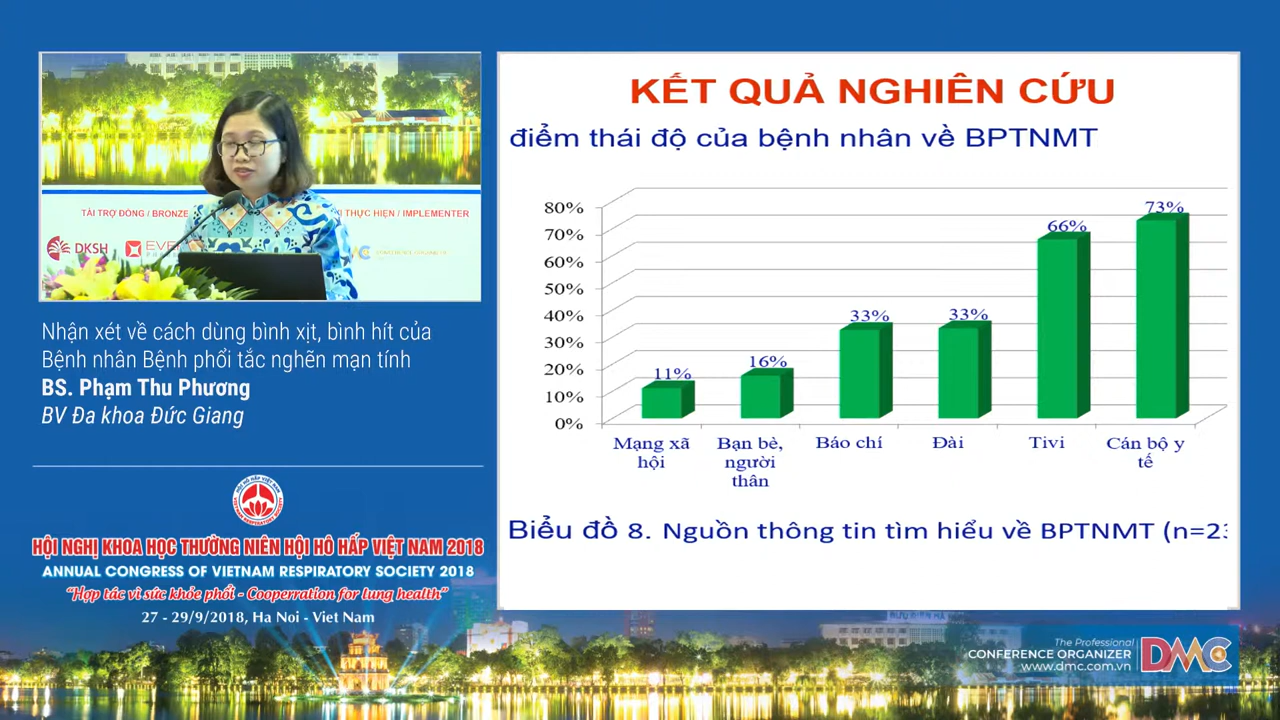 TÀI TRỢ ĐỒNG / BRONZE
THỰC HIỆN / IMPLEMENTER
DKSH
Nhận xét về cách dùng bình xịt, bình hít của
Bệnh nhân Bệnh phổi tắc nghẽn mạn tính
BS. Phạm Thu Phương
BV Đa khoa Đức Giang
HỘI NGHỊ KHOA HỌC THƯỜNG NIÊN HỘI HÔ HẤP VIỆT NAM 2018
ANNUAL CONGRESS OF VIETNAM RESPIRATORY SOCIETY 2018
"Hợp tác vì sức khỏe phổi - Cooperration for lung health"
27 - 29/9/2018, Ha Noi - Viet Nam
KẾT QUẢ NGHIÊN CỨU
điểm thái độ của bệnh nhân về BPTNMT
80%
70%
60%
50%
40%
30%
20%
10%
0%
11%
16%
33%
33%
66%
73%
Mạng xã
hội
Bạn bè,
người
thân
Báo chí
Đài
Tivi
Cán bộ y
tế
Biểu đồ 8. Nguồn thông tin tìm hiểu về BPTNMT (n=23
The Professional
CONFERENCE ORGANIZER
www.dmc.com.vn
DMC